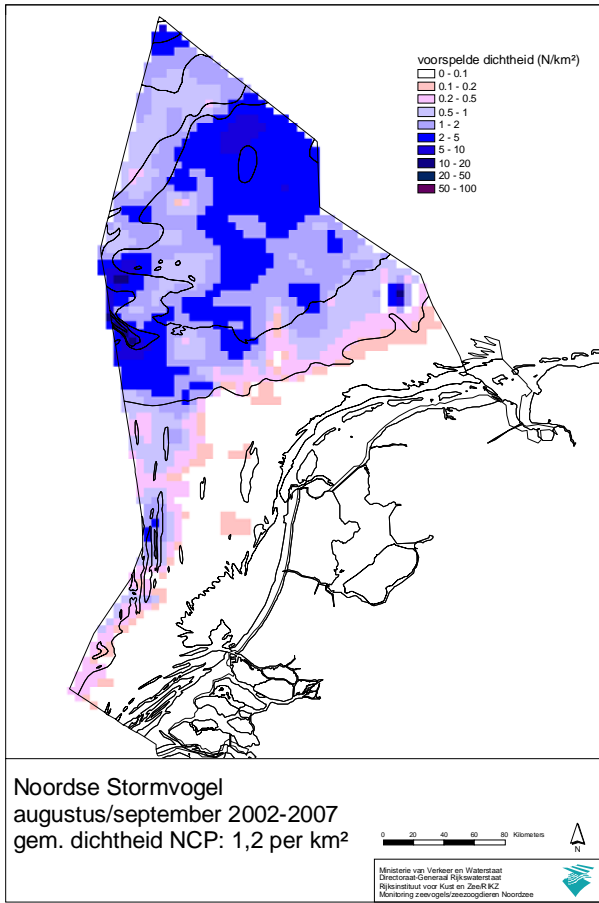 voorspelde dichtheid (N/km²)
0 - 0.1
0.1 - 0.2
0.2 - 0.5
0.5 - 1
1 - 2
2 - 5
5 - 10
10 - 20
20 - 50
50 - 100
Noordse Stormvogel
augustus/september 2002-2007
gem. dichtheid NCP: 1,2 per km²
0 20 40 60 80 Kilometers
N
Ministerie van Verkeer en Waterstaat
Directoraat-Generaal Rijkswaterstaat
Rijksinstituut voor Kust en Zee/RIKZ
Monitoring zeevogels/zeezoogdieren Noordzee